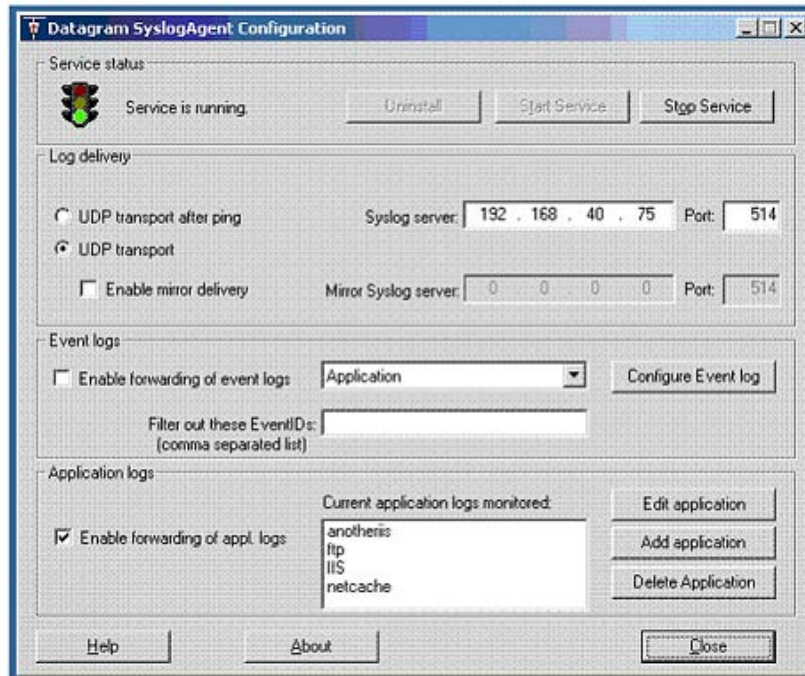 Datagram SyslogAgent Configuration
Service status
Service is running.
Uninstall
Start Service
Stop Service
Log delivery
UDP transport after ping
Syslog server: 192 . 168 . 40 . 75 Port: 514
UDP transport
Enable mirror delivery
Mirror Syslog server: 0 . 0 . 0 . 0 Port: 514
Event logs
Enable forwarding of event logs
Application
Configure Event log
Filter out these EventIDs:
(comma separated list)
Application logs
Current application logs monitored:
Enable forwarding of appl. logs
anotheriis
ftp
IIS
netcache
Edit application
Add application
Delete Application
Help
About
Close